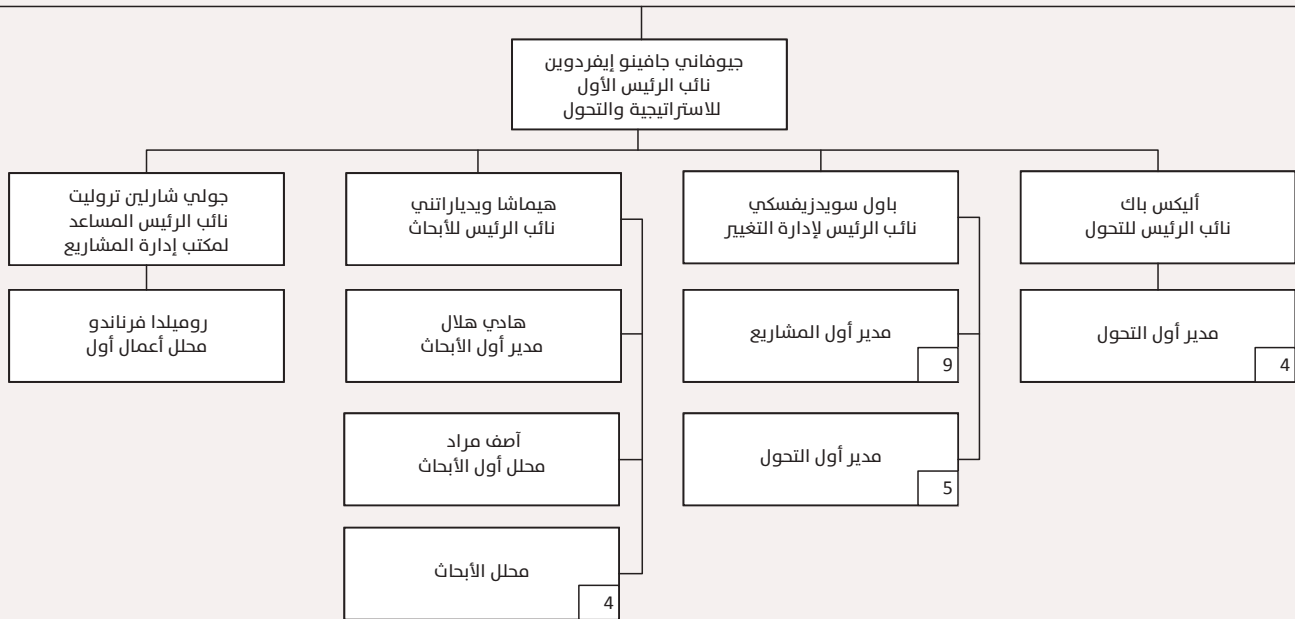 جيوفاني جافينو إيفردوين
نائب الرئيس الأول
للاستراتيجية والتحول
أليكس باك
نائب الرئيس للتحول
مدير أول التحول
4
باول سويدزيفسكي
نائب الرئيس لإدارة التغيير
مدير أول المشاريع
9
مدير أول التحول
5
هيماشا ويدياراتني
نائب الرئيس للأبحاث
هادي هلال
مدير أول الأبحاث
آصف مراد
محلل أول الأبحاث
محلل الأبحاث
4
جولي شارلين تروليت
نائب الرئيس المساعد
لمكتب إدارة المشاريع
روميلدا فرناندو
محلل أعمال أول